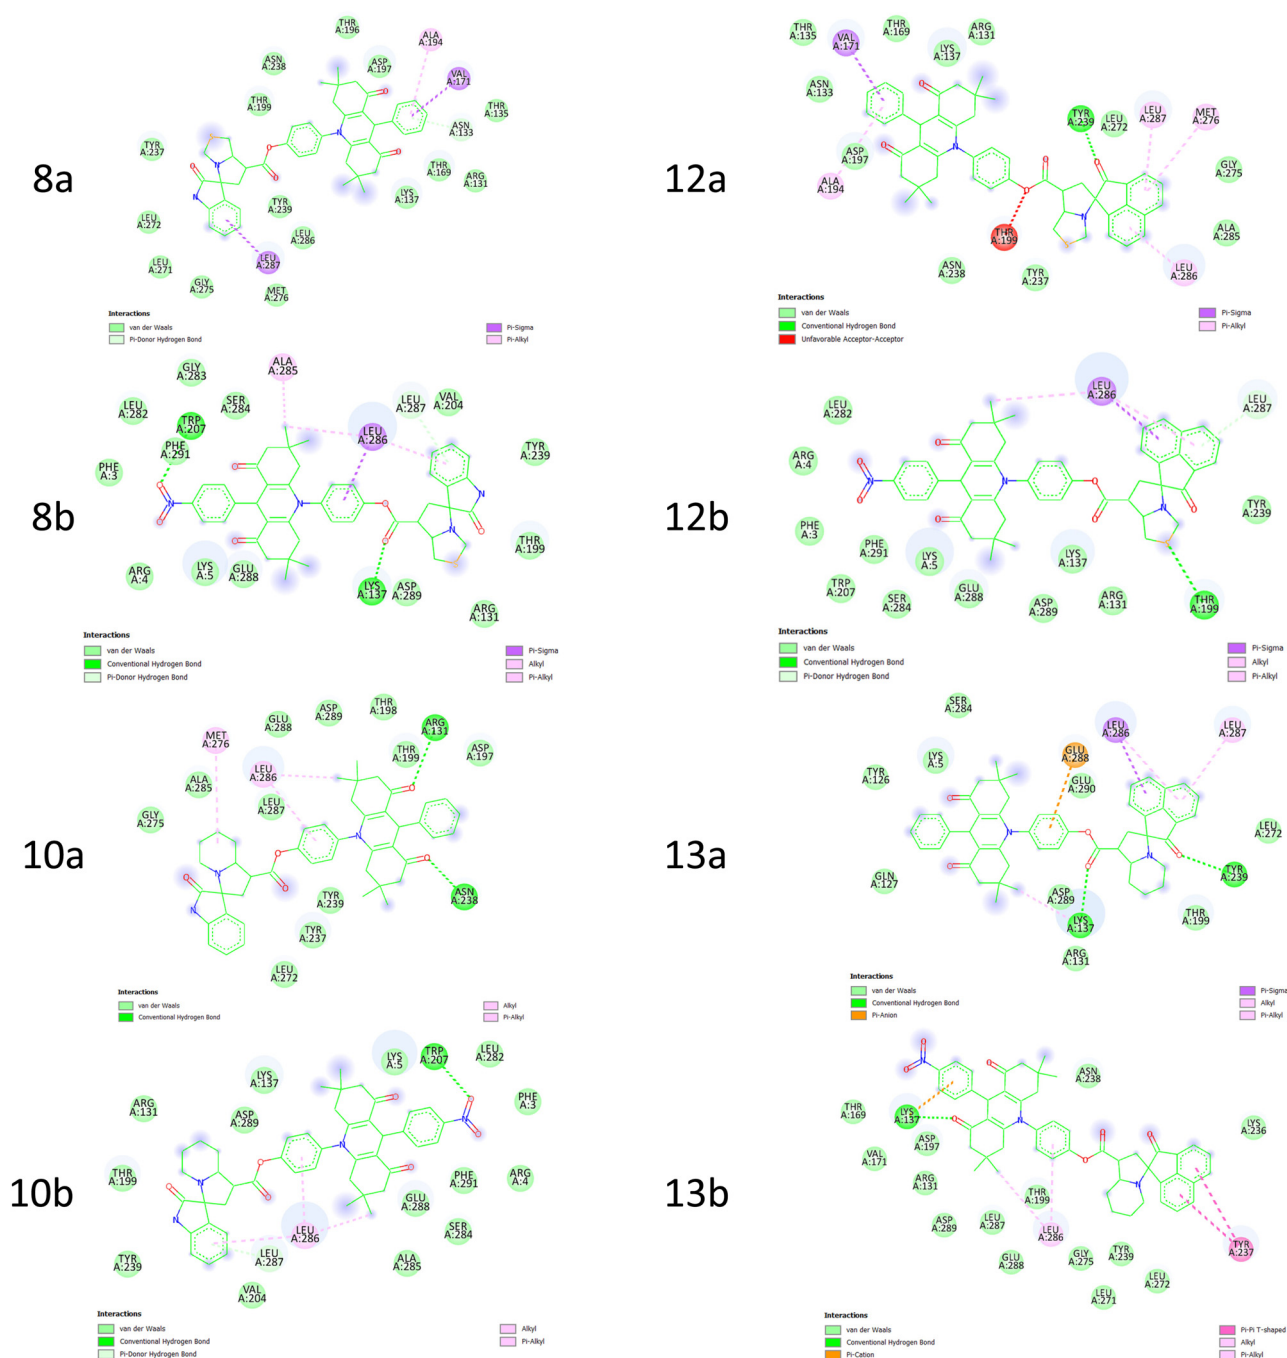 8a
THR
A:196
ALA
A:194
ASN
A:238
ASP
A:197
VAL
A:171
THR
A:199
THR
A:135
ASN
A:133
TYR
A:237
THR
A:169
ARG
A:131
LYS
A:137
TYR
A:239
LEU
A:272
LEU
A:286
LEU
A:271
LEU
A:287
GLY
A:275
MET
A:276
S
N
O
O
N
O
O
N
O
O
Interactions
van der Waals
Pi-Donor Hydrogen Bond
Pi-Sigma
Pi-Alkyl
12a
THR
A:135
VAL
A:171
THR
A:169
LYS
A:137
ARG
A:131
ASN
A:133
TYR
A:239
LEU
A:272
LEU
A:287
MET
A:276
ASP
A:197
GLY
A:275
ALA
A:194
THR
A:199
ALA
A:285
ASN
A:238
TYR
A:237
LEU
A:286
O
O
N
O
O
O
N
S
Interactions
van der Waals
Conventional Hydrogen Bond
Unfavorable Acceptor-Acceptor
Pi-Sigma
Pi-Alkyl
8b
GLY
A:283
ALA
A:285
LEU
A:282
SER
A:284
LEU
A:287
VAL
A:204
TRP
A:207
LEU
A:286
PHE
A:291
TYR
A:239
PHE
A:3
THR
A:199
ARG
A:4
LYS
A:5
GLU
A:288
LYS
A:137
ASP
A:289
ARG
A:131
O
N
O
O
O
N
O
O
N
N
O
S
Interactions
van der Waals
Conventional Hydrogen Bond
Pi-Donor Hydrogen Bond
Pi-Sigma
Alkyl
Pi-Alkyl
12b
LEU
A:286
LEU
A:282
LEU
A:287
ARG
A:4
TYR
A:239
PHE
A:3
PHE
A:291
LYS
A:5
LYS
A:137
TRP
A:207
SER
A:284
GLU
A:288
ASP
A:289
ARG
A:131
THR
A:199
O
N
O
O
O
N
O
O
N
O
S
Interactions
van der Waals
Conventional Hydrogen Bond
Pi-Donor Hydrogen Bond
Pi-Sigma
Alkyl
Pi-Alkyl
10a
GLU
A:288
ASP
A:289
THR
A:198
ARG
A:131
MET
A:276
LEU
A:286
THR
A:199
ASP
A:197
ALA
A:285
LEU
A:287
GLY
A:275
TYR
A:239
ASN
A:238
TYR
A:237
LEU
A:272
O
N
O
N
O
O
N
O
Interactions
van der Waals
Conventional Hydrogen Bond
Alkyl
Pi-Alkyl
13a
SER
A:284
LYS
A:5
GLU
A:288
LEU
A:286
LEU
A:287
TYR
A:126
GLU
A:290
LEU
A:272
GLN
A:127
ASP
A:289
TYR
A:239
LYS
A:137
THR
A:199
ARG
A:131
O
O
N
O
O
N
O
Interactions
van der Waals
Conventional Hydrogen Bond
Pi-Anion
Pi-Sigma
Alkyl
Pi-Alkyl
10b
LYS
A:137
LYS
A:5
TRP
A:207
LEU
A:282
ARG
A:131
ASP
A:289
PHE
A:3
THR
A:199
PHE
A:291
ARG
A:4
GLU
A:288
LEU
A:286
SER
A:284
TYR
A:239
LEU
A:287
ALA
A:285
VAL
A:204
O
N
N
O
O
N
O
O
N
O
O
Interactions
van der Waals
Conventional Hydrogen Bond
Pi-Donor Hydrogen Bond
Alkyl
Pi-Alkyl
13b
ASN
A:238
THR
A:169
LYS
A:137
LYS
A:236
VAL
A:171
ASP
A:197
ARG
A:131
THR
A:199
ASP
A:289
LEU
A:287
LEU
A:286
TYR
A:237
GLU
A:288
GLY
A:275
TYR
A:239
LEU
A:271
LEU
A:272
O
N
O
O
O
N
O
O
O
N
Interactions
van der Waals
Conventional Hydrogen Bond
Pi-Cation
Pi-Pi T-shaped
Alkyl
Pi-Alkyl